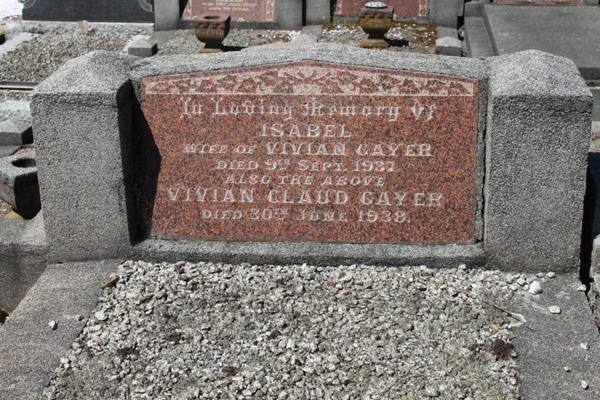 In Loving Memory Of
ISABEL
WIFE OF VIVIAN GAYER
DIED 9TH SEPT. 1937.
ALSO THE ABOVE
VIVIAN CLAUD GAYER
DIED 30TH JUNE 1938.